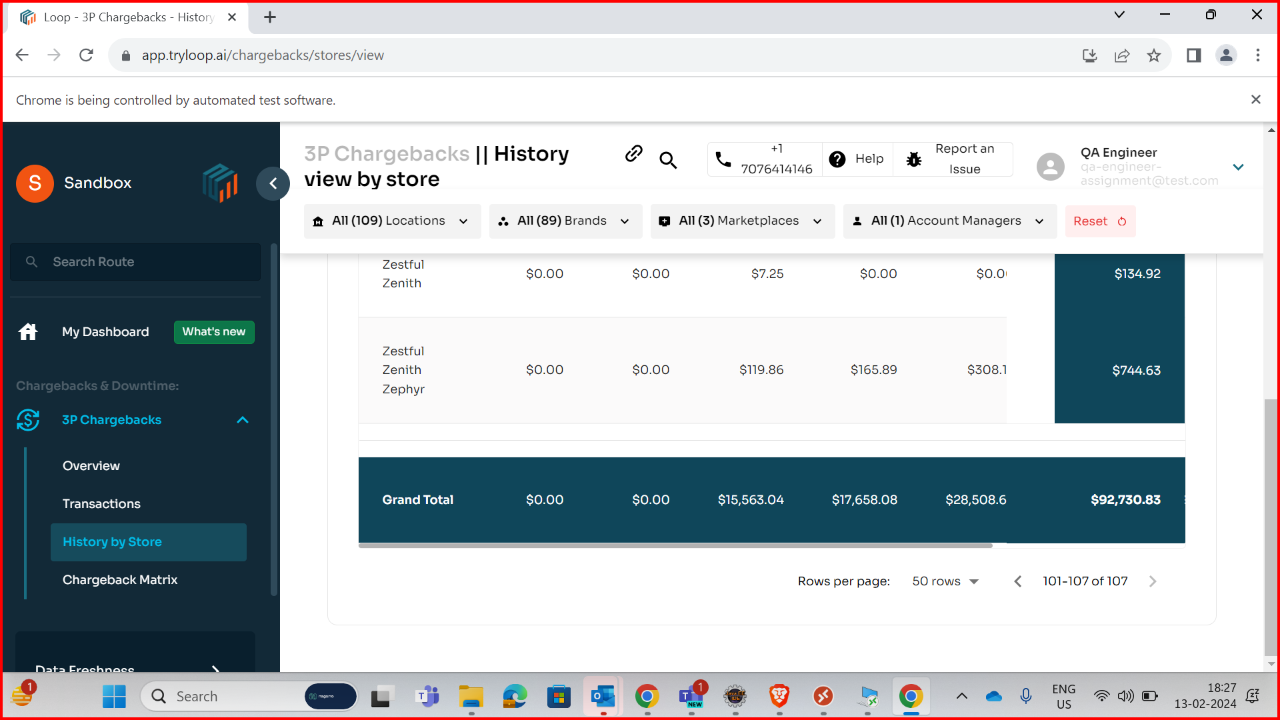 Loop - 3P Chargebacks - History
app.tryloop.ai/chargebacks/stores/view
Chrome is being controlled by automated test software.
S
Sandbox
Search Route
My Dashboard
What's new
Chargebacks & Downtime:
3P Chargebacks
Overview
Transactions
History by Store
Chargeback Matrix
Data Freshness
3P Chargebacks || History
view by store
+1
7076414146
Help
Report an
Issue
QA Engineer
qa-engineer-
assignment@test.com
All (109) Locations
All (89) Brands
All (3) Marketplaces
All (1) Account Managers
Reset
Zestful
Zenith
$0.00 $0.00 $7.25 $0.00 $0.0 $134.92
Zestful
Zenith
Zephyr
$0.00 $0.00 $119.86 $165.89 $308.1 $744.63
Grand Total $0.00 $0.00 $15,563.04 $17,658.08 $28,508.6 $92,730.83
Rows per page: 50 rows 101-107 of 107
1
Search
1
NEW
ENG
US
18:27
13-02-2024